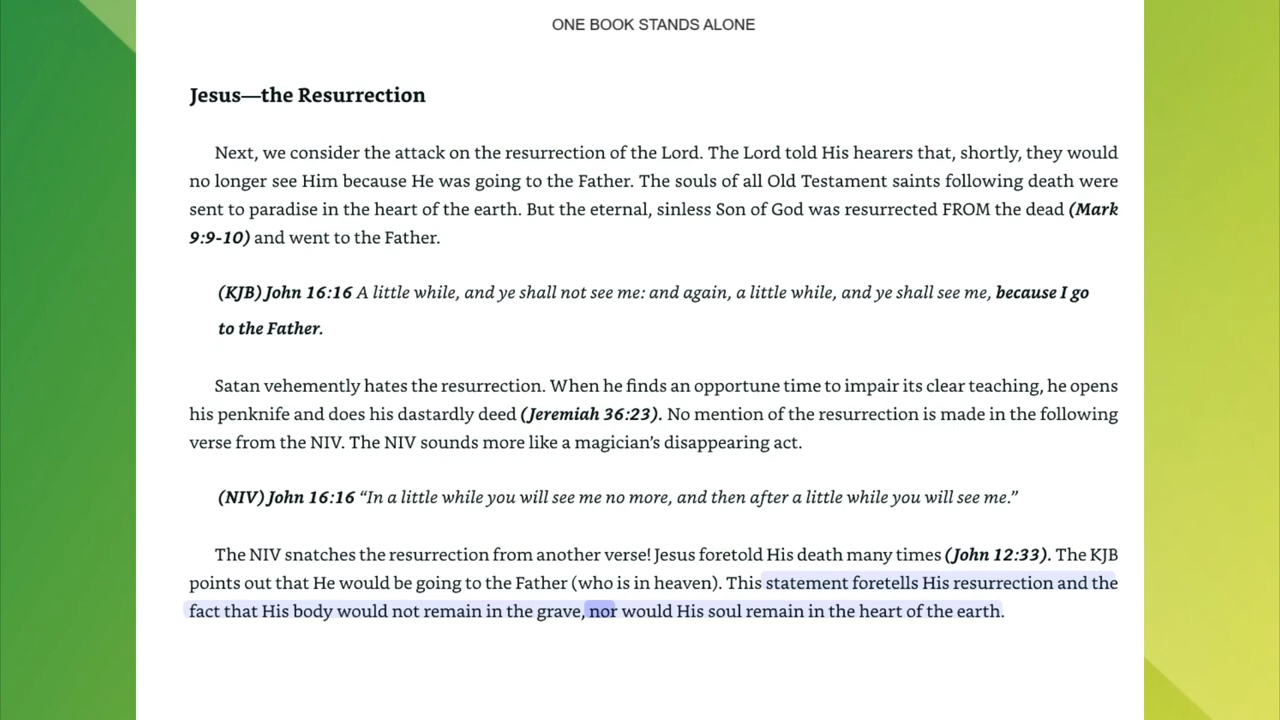 ONE BOOK STANDS ALONE
Jesus—the Resurrection
Next, we consider the attack on the resurrection of the Lord. The Lord told His hearers that, shortly, they would
no longer see Him because He was going to the Father. The souls of all Old Testament saints following death were
sent to paradise in the heart of the earth. But the eternal, sinless Son of God was resurrected FROM the dead (Mark
9:9-10) and went to the Father.
(KJB) John 16:16 A little while, and ye shall not see me: and again, a little while, and ye shall see me, because I go
to the Father.
Satan vehemently hates the resurrection. When he finds an opportune time to impair its clear teaching, he opens
his penknife and does his dastardly deed (Jeremiah 36:23). No mention of the resurrection is made in the following
verse from the NIV. The NIV sounds more like a magician’s disappearing act.
(NIV) John 16:16 “In a little while you will see me no more, and then after a little while you will see me.”
The NIV snatches the resurrection from another verse! Jesus foretold His death many times (John 12:33). The KJB
points out that He would be going to the Father (who is in heaven). This statement foretells His resurrection and the
fact that His body would not remain in the grave, nor would His soul remain in the heart of the earth.